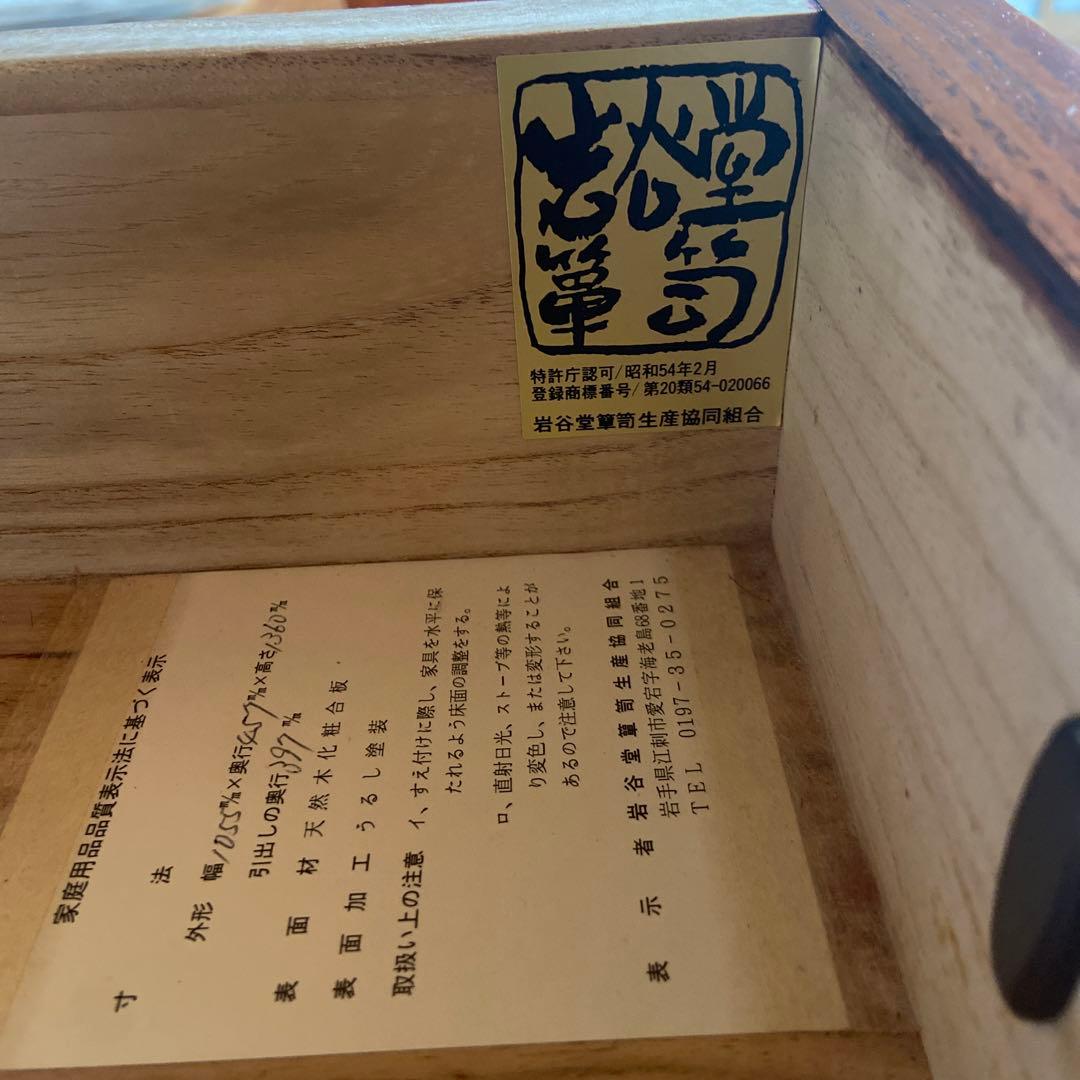 岩谷堂
簞笥
特許庁認可/昭和54年2月
登録商標番号/第20類54-020066
岩谷堂簞笥生産協同組合
家庭用品品質表示法に基づく表示
寸法
外形 幅1055㎜×奥行457㎜×高さ1360㎜
引出しの奥行397㎜
表面材 天然木化粧合板
表面加工 うるし塗装
取扱い上の注意 イ、すえ付けに際し、家具を水平に保
たれるよう床面の調整をする。
ロ、直射日光、ストーブ等の熱等によ
り変色し、または変形することが
あるので注意して下さい。
表示者 岩谷堂簞笥生産協同組合
岩手県江刺市愛宕字海老島68番地1
TEL 0197-35-0275